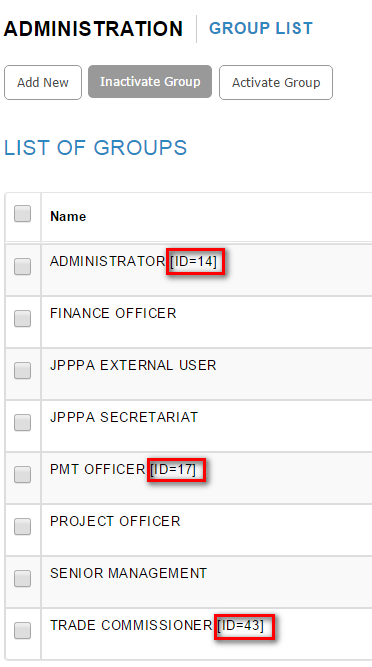 ADMINISTRATION GROUP LIST
Add New Inactivate Group Activate Group
LIST OF GROUPS
Name
ADMINISTRATOR [ID=14]
FINANCE OFFICER
JPPPA EXTERNAL USER
JPPPA SECRETARIAT
PMT OFFICER [ID=17]
PROJECT OFFICER
SENIOR MANAGEMENT
TRADE COMMISSIONER [ID=43]